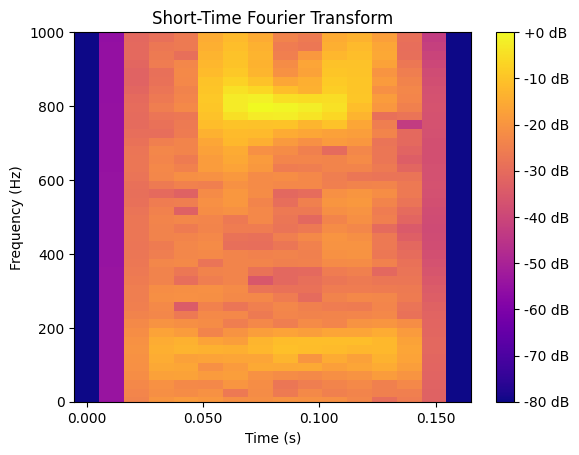 Short-Time Fourier Transform
1000
800
600
400
200
0
Frequency (Hz)
0.000
0.050
0.100
0.150
Time (s)
+0 dB
-10 dB
-20 dB
-30 dB
-40 dB
-50 dB
-60 dB
-70 dB
-80 dB